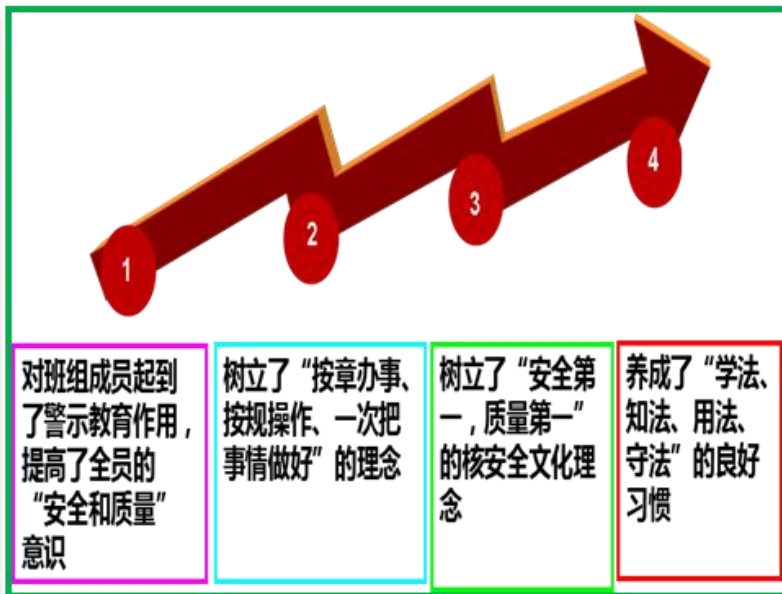 1
2
3
4
对班组成员起到
了警示教育作用，
提高了全员的
“安全和质量”
意识
树立了“按章办事、
按规操作、一次把
事情做好”的理念
树立了“安全第
一，质量第一”
的核安全文化理
念
养成了“学法、
知法、用法、
守法”的良好
习惯